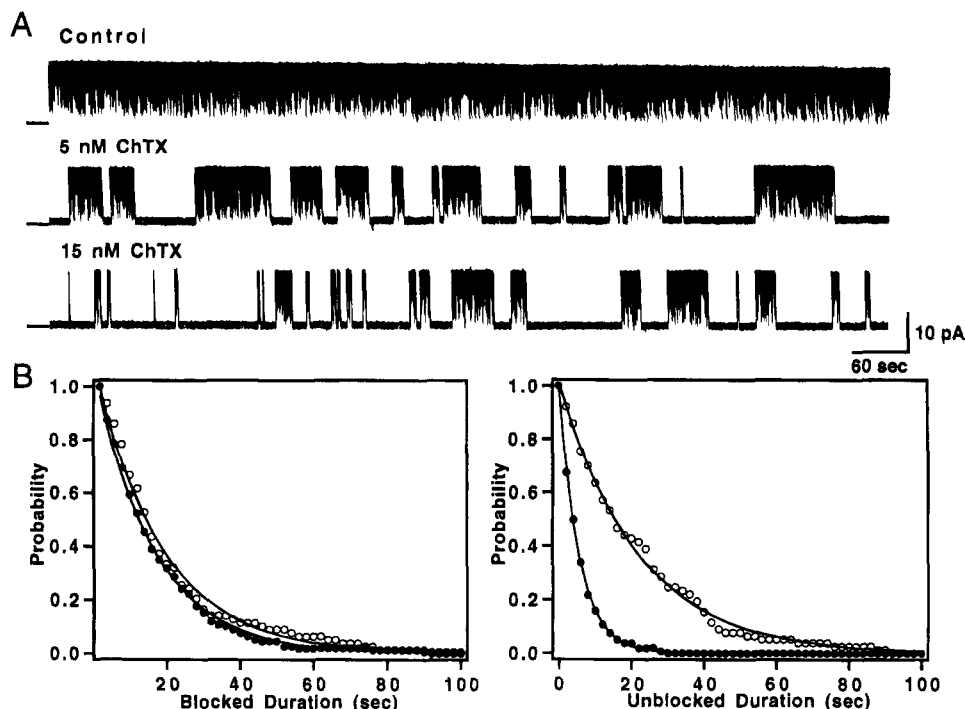 A
Control
5 nM ChTX
15 nM ChTX
10 pA
60 sec
B
1.0
0.8
0.6
0.4
0.2
0.0
Probability
20 40 60 80 100
Blocked Duration (sec)
1.0
0.8
0.6
0.4
0.2
0.0
Probability
0 20 40 60 80 100
Unblocked Duration (sec)